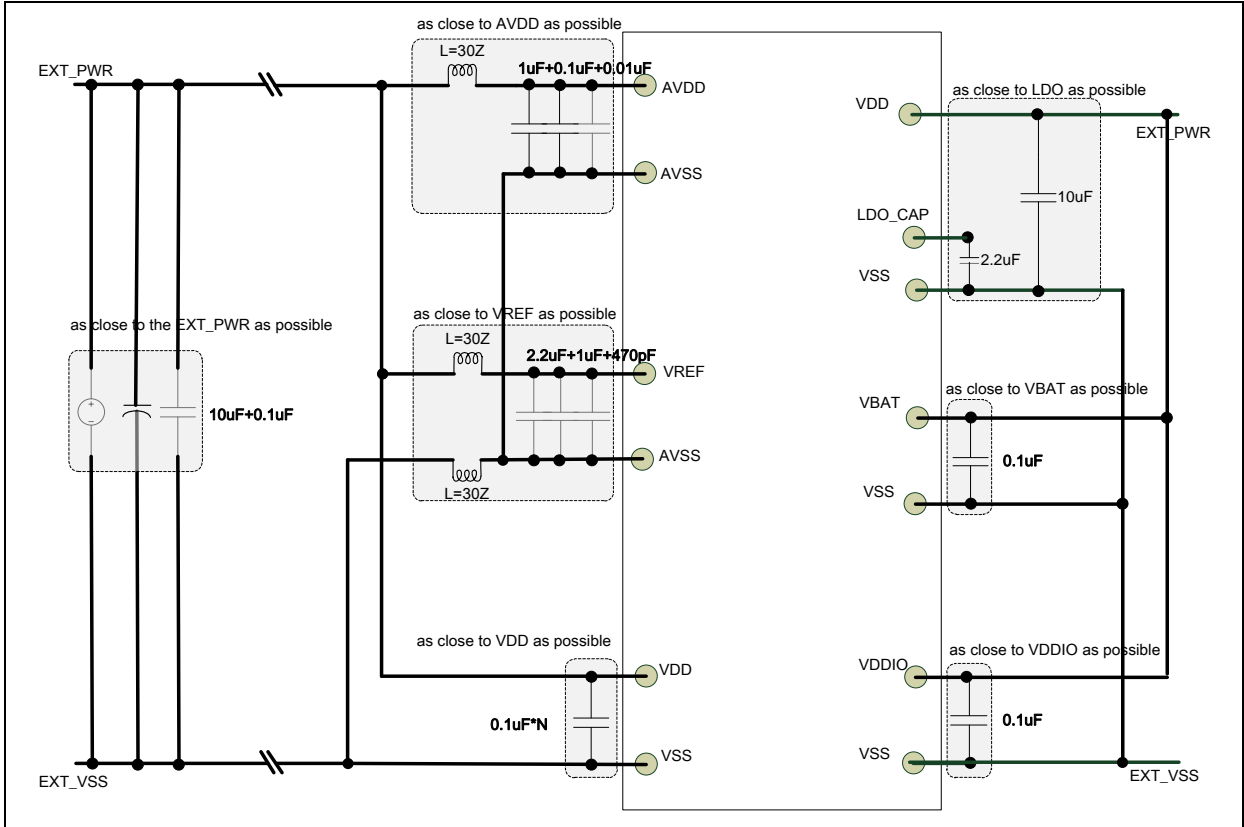 as close to AVDD as possible
L=30Z
EXT_PWR
1uF+0.1uF+0.01uF
AVDD
AVSS
as close to the EXT_PWR as possible
10uF+0.1uF
as close to VREF as possible
L=30Z
2.2uF+1uF+470pF
VREF
AVSS
L=30Z
as close to VDD as possible
VDD
0.1uF*N
VSS
EXT_VSS
as close to LDO as possible
VDD
EXT_PWR
10uF
LDO_CAP
2.2uF
VSS
as close to VBAT as possible
VBAT
0.1uF
VSS
as close to VDDIO as possible
VDDIO
0.1uF
VSS
EXT_VSS